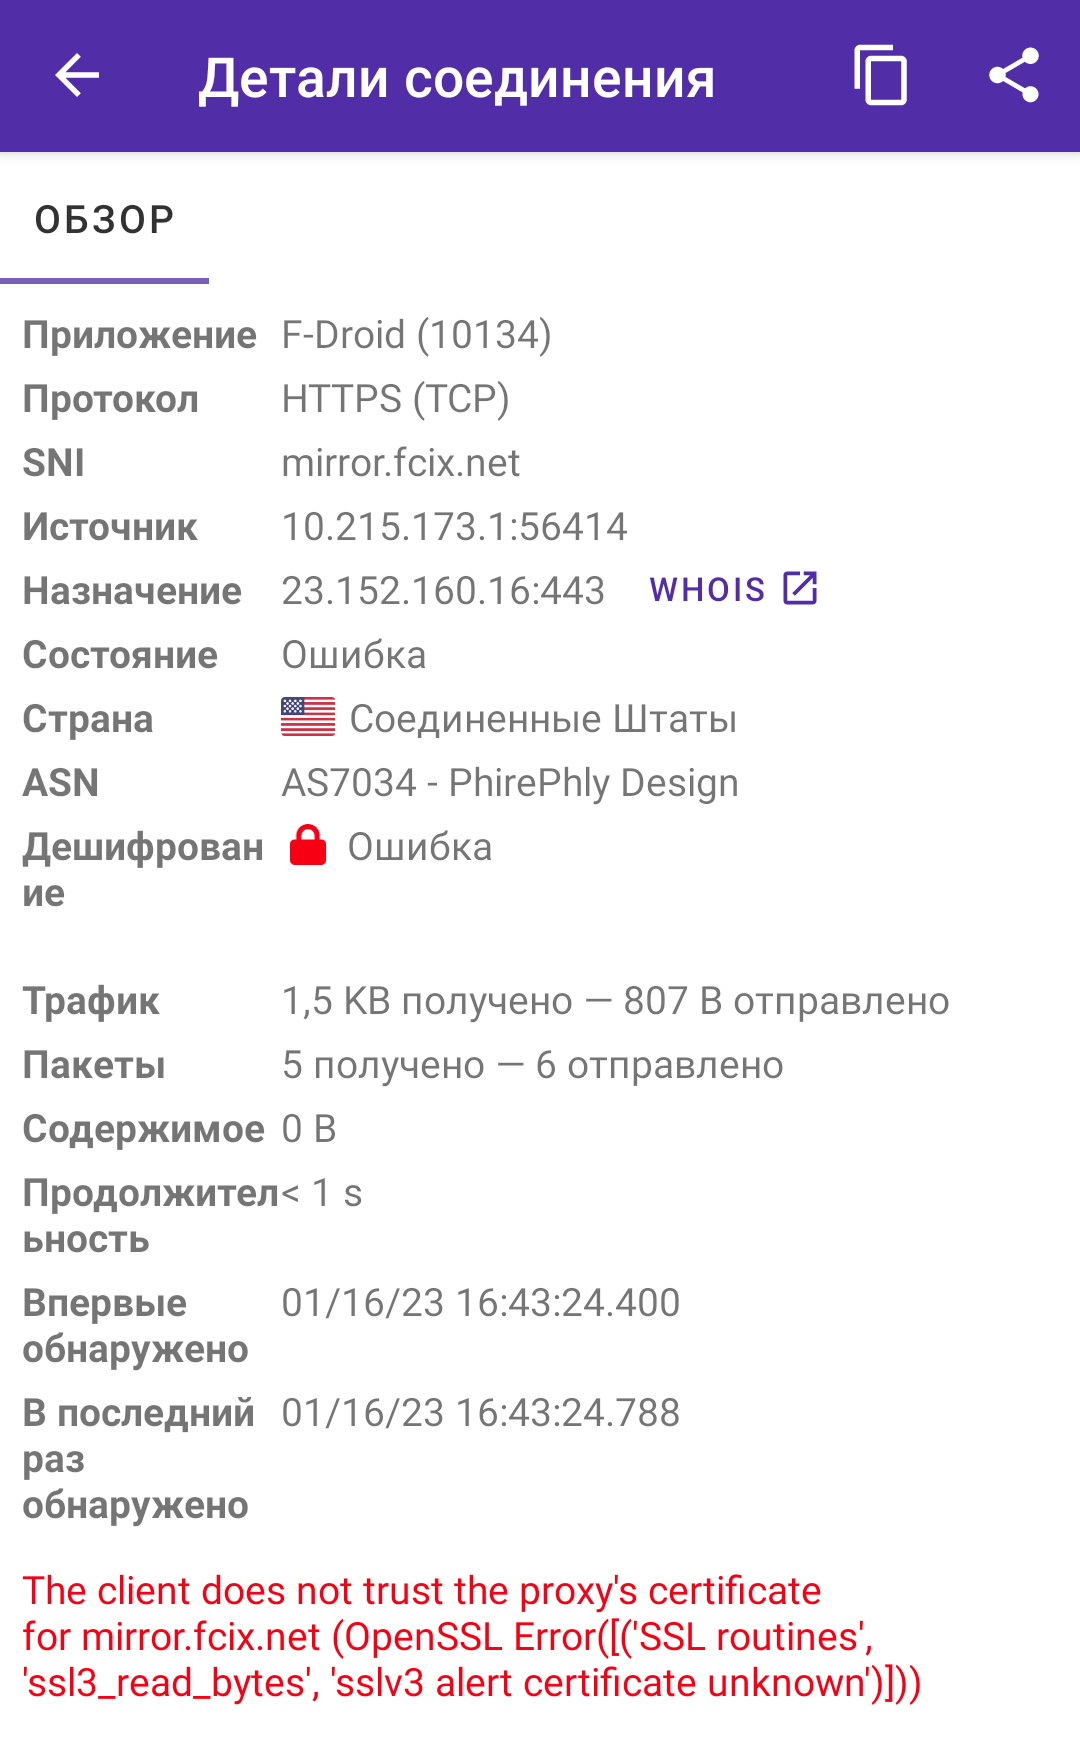 Детали соединения
ОБЗОР
Приложение F-Droid (10134)
Протокол HTTPS (TCP)
SNI mirror.fcix.net
Источник 10.215.173.1:56414
Назначение 23.152.160.16:443 WHOIS
Состояние Ошибка
Страна Соединенные Штаты
ASN AS7034 - PhirePhly Design
Дешифрован Ошибка
ие
Трафик 1,5 KB получено — 807 B отправлено
Пакеты 5 получено — 6 отправлено
Содержимое 0 B
Продолжител < 1 s
ьность
Впервые 01/16/23 16:43:24.400
обнаружено
В последний 01/16/23 16:43:24.788
раз
обнаружено
The client does not trust the proxy's certificate
for mirror.fcix.net (OpenSSL Error([('SSL routines',
'ssl3_read_bytes', 'sslv3 alert certificate unknown')]))